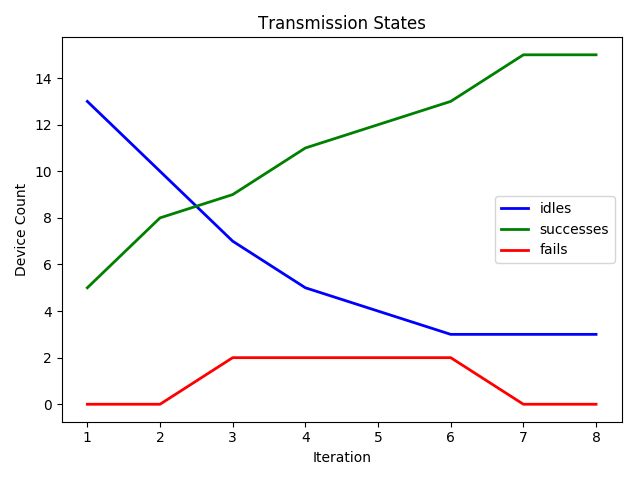 Transmission States
Device Count
14
12
10
8
6
4
2
0
idles
successes
fails
1 2 3 4 5 6 7 8
Iteration